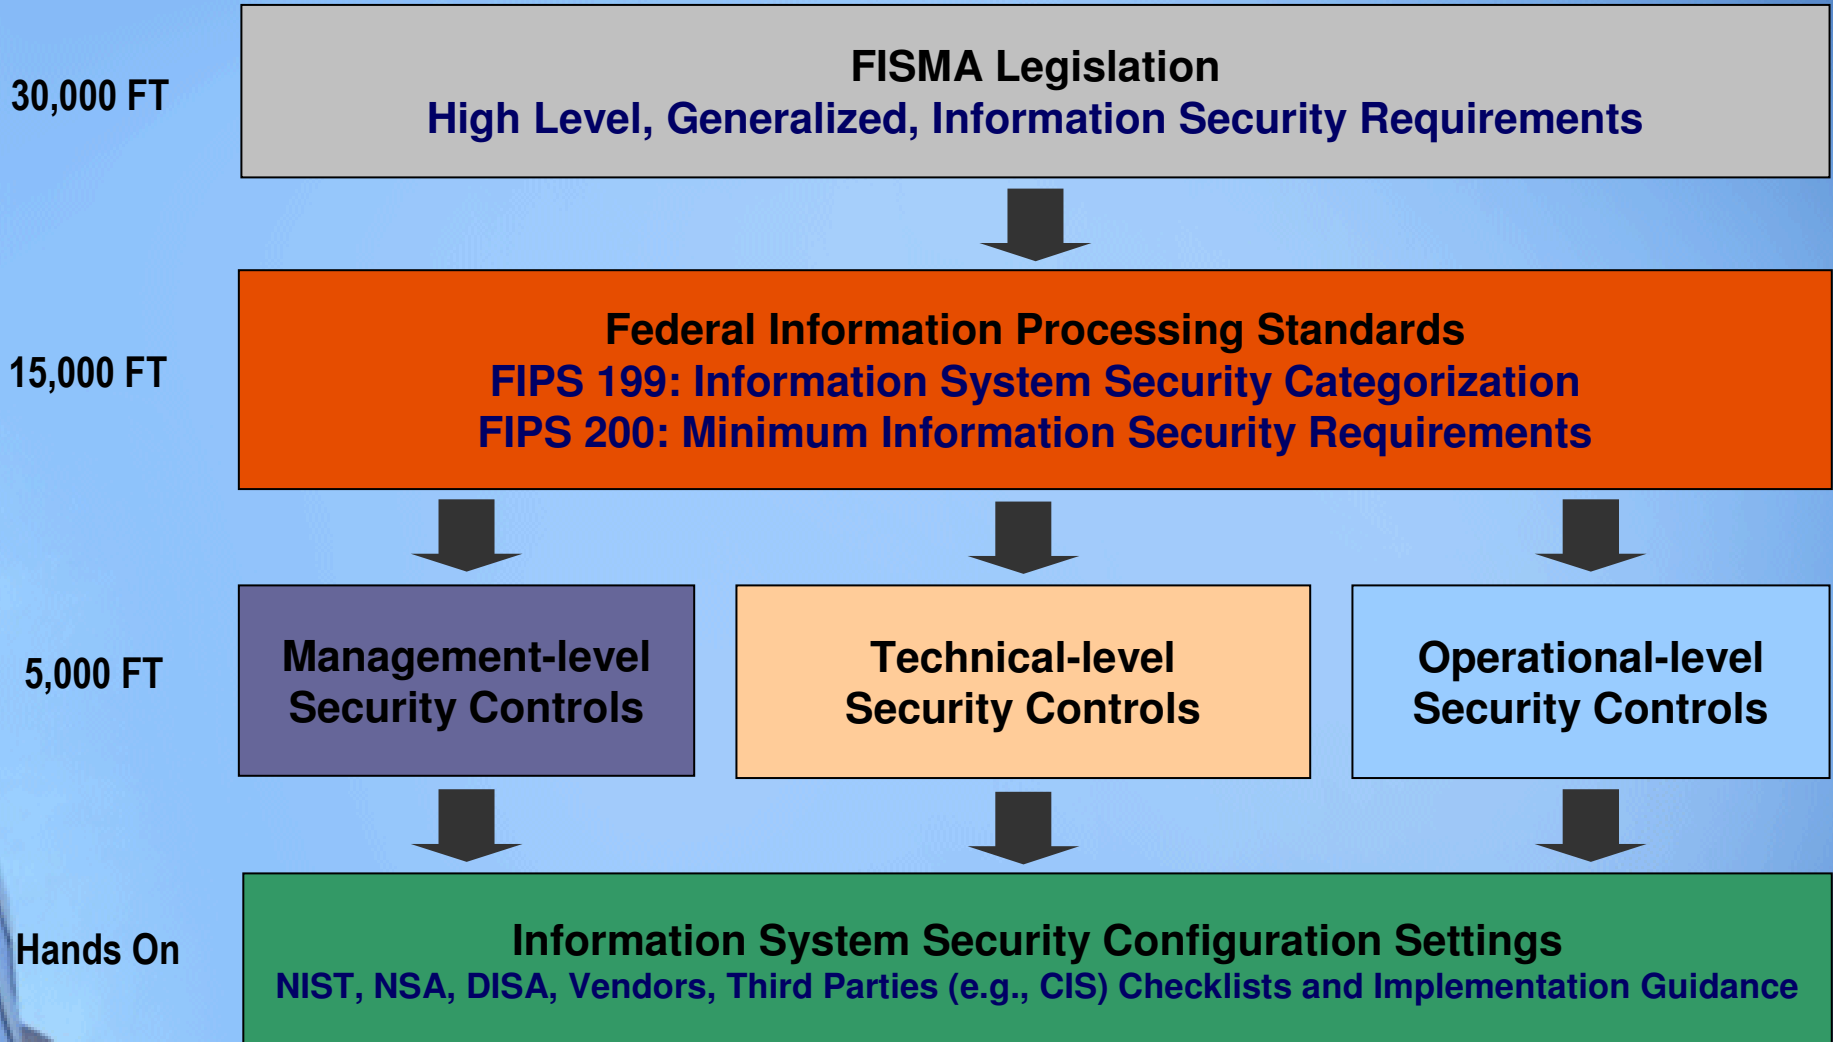 30,000 FT
FISMA Legislation
High Level, Generalized, Information Security Requirements
15,000 FT
Federal Information Processing Standards
FIPS 199: Information System Security Categorization
FIPS 200: Minimum Information Security Requirements
5,000 FT
Management-level
Security Controls
Technical-level
Security Controls
Operational-level
Security Controls
Hands On
Information System Security Configuration Settings
NIST, NSA, DISA, Vendors, Third Parties (e.g., CIS) Checklists and Implementation Guidance